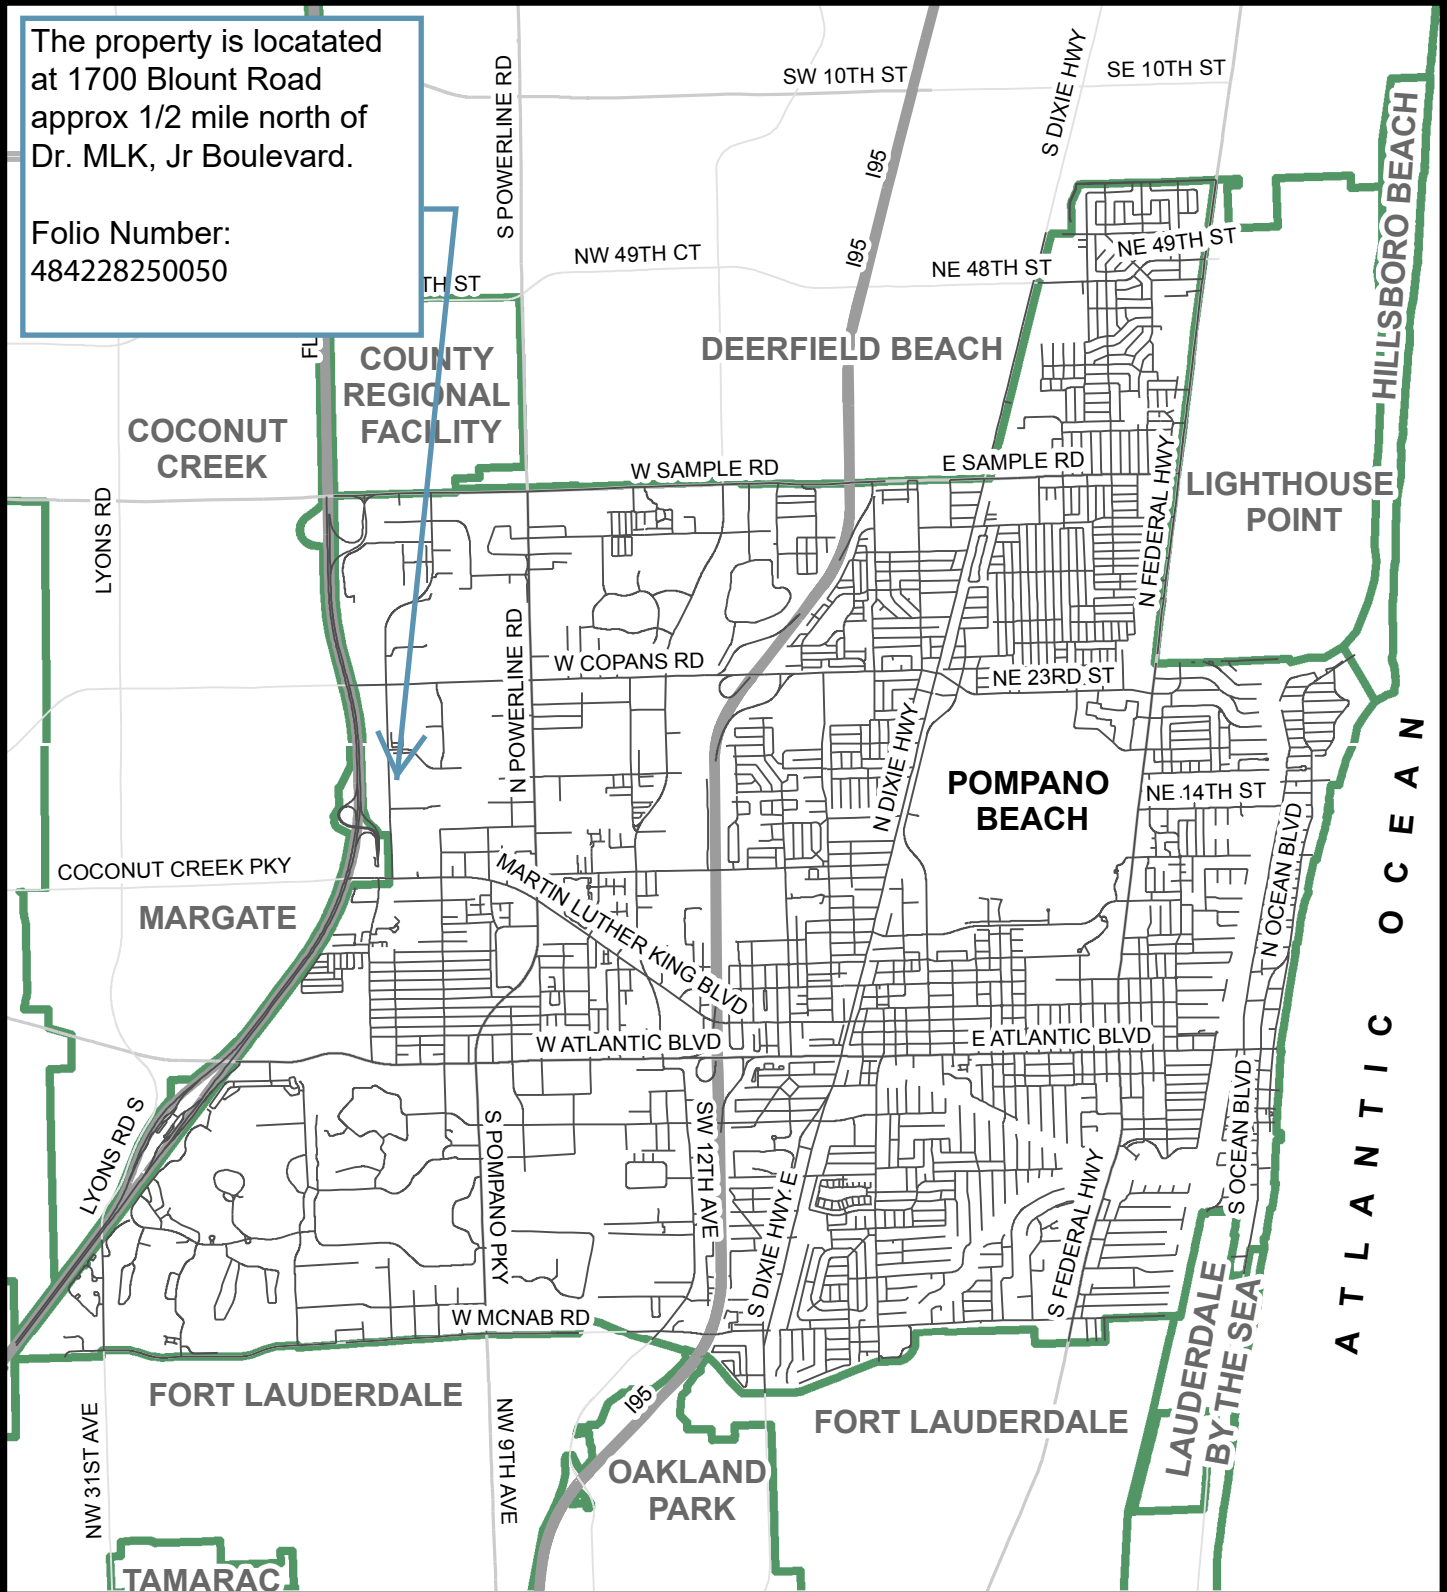 The property is locatated
at 1700 Blount Road
approx 1/2 mile north of
Dr. MLK, Jr Boulevard.
Folio Number:
484228250050
S POWERLINE RD
SW 10TH ST
SE 10TH ST
S DIXIE HWY
I95
I95
HILLSBORO BEACH
NW 49TH CT
NE 48TH ST
NE 49TH ST
TH ST
FL
COUNTY
REGIONAL
FACILITY
DEERFIELD BEACH
COCONUT
CREEK
W SAMPLE RD
E SAMPLE RD
LIGHTHOUSE
POINT
LYONS RD
N FEDERAL HWY
N POWERLINE RD
W COPANS RD
NE 23RD ST
N DIXIE HWY
POMPANO
BEACH
NE 14TH ST
N OCEAN BLVD
COCONUT CREEK PKY
MARTIN LUTHER KING BLVD
MARGATE
ATLANTIC OCEAN
W ATLANTIC BLVD
E ATLANTIC BLVD
LYONS RD S
S POMPANO PKY
SW 12TH AVE
S DIXIE HWY E
S FEDERAL HWY
S OCEAN BLVD
W MCNAB RD
LAUDERDALE
BY THE SEA
FORT LAUDERDALE
FORT LAUDERDALE
I95
NW 31ST AVE
NW 9TH AVE
OAKLAND
PARK
TAMARAC